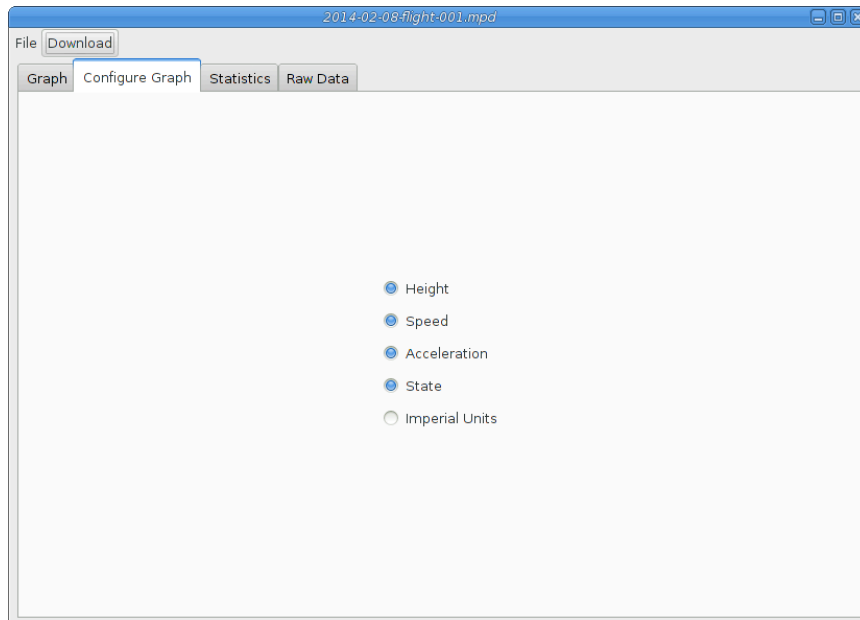 2014-02-08-flight-001.mpd
File Download
Graph Configure Graph Statistics Raw Data
Height
Speed
Acceleration
State
Imperial Units